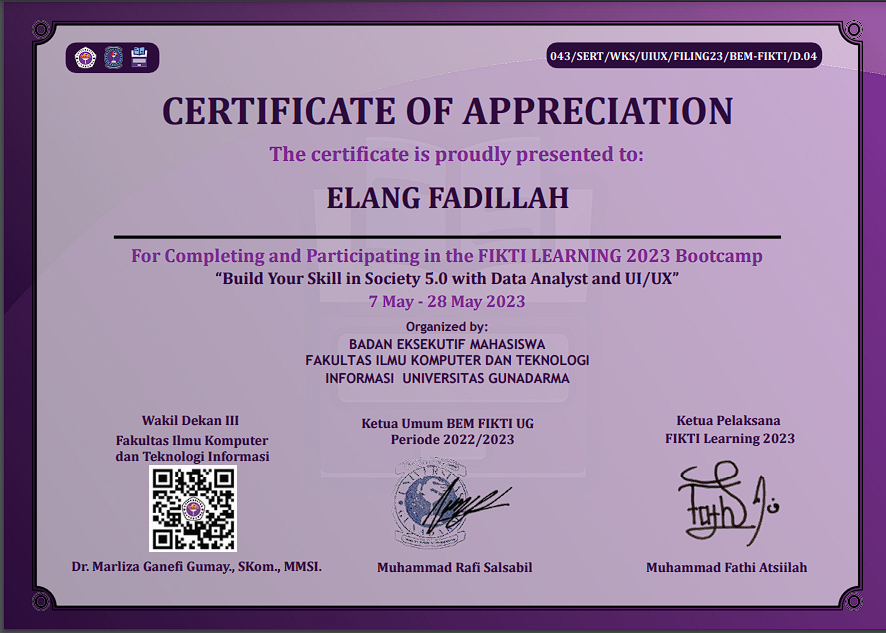 043/SERT/WKS/UIUX/FILING23/BEM-FIKTI/D.04
CERTIFICATE OF APPRECIATION
The certificate is proudly presented to:
ELANG FADILLAH
For Completing and Participating in the FIKTI LEARNING 2023 Bootcamp
“Build Your Skill in Society 5.0 with Data Analyst and UI/UX”
7 May - 28 May 2023
Organized by:
BADAN EKSEKUTIF MAHASISWA
FAKULTAS ILMU KOMPUTER DAN TEKNOLOGI
INFORMASI UNIVERSITAS GUNADARMA
Wakil Dekan III
Fakultas Ilmu Komputer
dan Teknologi Informasi
Dr. Marliza Ganefi Gumay., SKom., MMSI.
Ketua Umum BEM FIKTI UG
Periode 2022/2023
Muhammad Rafi Salsabil
Ketua Pelaksana
FIKTI Learning 2023
Muhammad Fathi Atsiilah